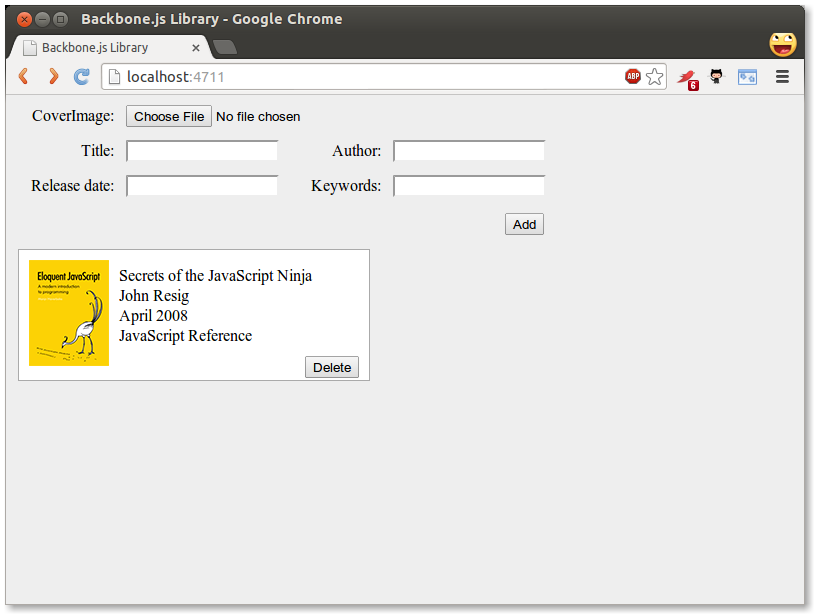 Backbone.js Library - Google Chrome
Backbone.js Library
localhost:4711
ABP
6
CoverImage: Choose File No file chosen
Title: Author:
Release date: Keywords:
Add
Eloquent JavaScript
A modern introduction
to programming
Secrets of the JavaScript Ninja
John Resig
April 2008
JavaScript Reference
Delete